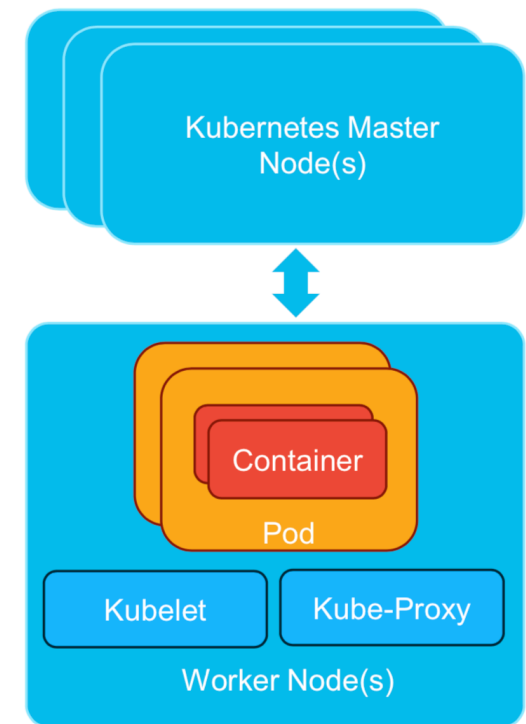 Kubernetes Master
Node(s)
Container
Pod
Kubelet
Kube-Proxy
Worker Node(s)